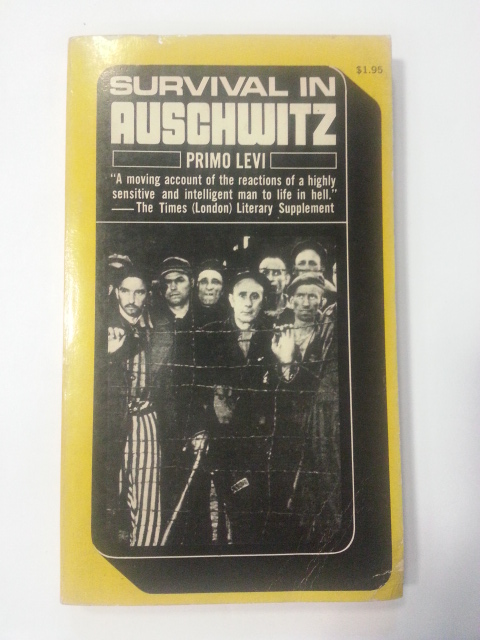 $1.95
SURVIVAL IN
AUSCHWITZ
PRIMO LEVI
"A moving account of the reactions of a highly
sensitive and intelligent man to life in hell."
—The Times (London) Literary Supplement